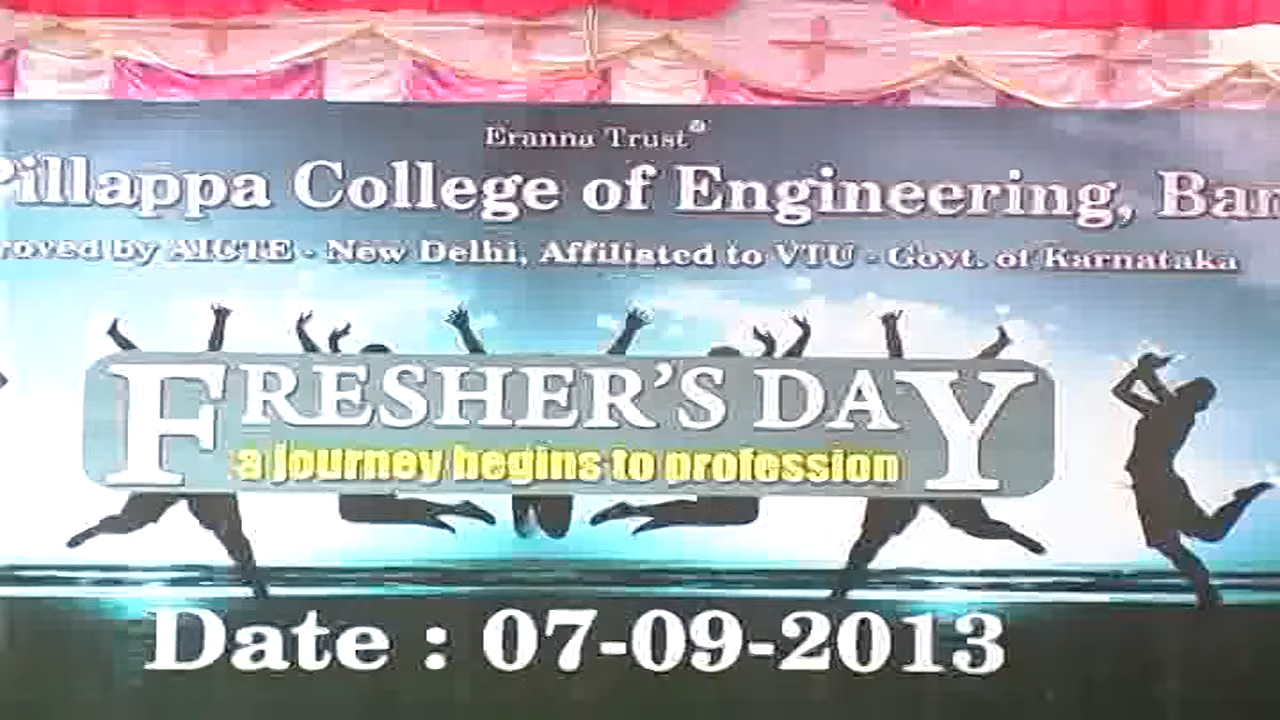 Eranna Trust®
Pillappa College of Engineering, Ban
roved by AICTE - New Delhi, Affiliated to VTU - Govt. of Karnataka
FRESHER'S DAY
a journey begins to profession
Date : 07-09-2013